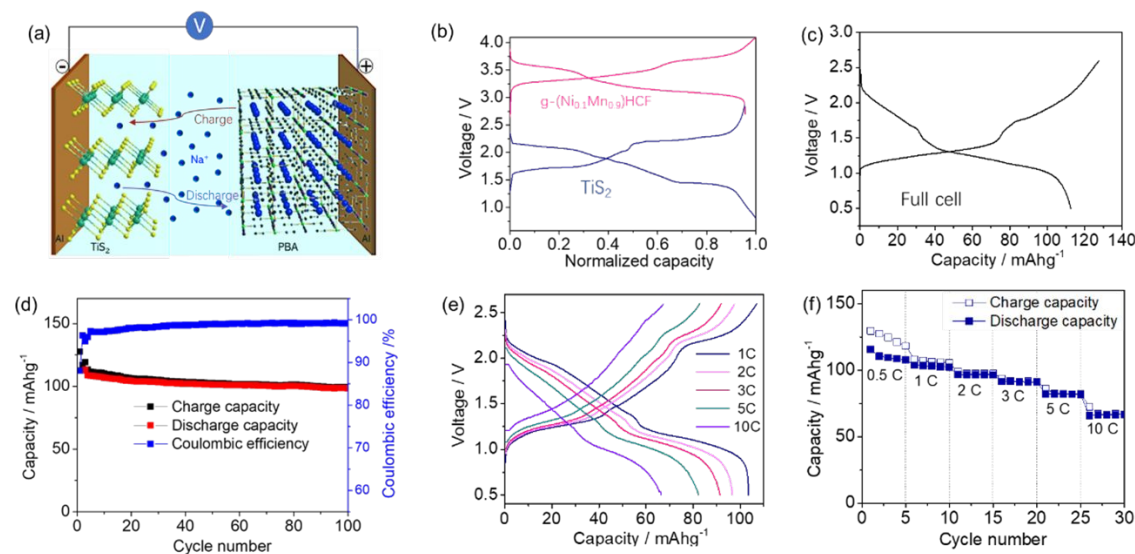 (a)
V
−
+
Charge
Na⁺
Discharge
Al
TiS₂
PBA
Al
(b)
4.0
3.5
3.0
2.5
2.0
1.5
1.0
Voltage / V
g-(Ni₀.₁Mn₀.₉)HCF
TiS₂
0.0 0.2 0.4 0.6 0.8 1.0
Normalized capacity
(c)
3.0
2.5
2.0
1.5
1.0
0.5
Voltage / V
Full cell
0 20 40 60 80 100 120 140
Capacity / mAhg⁻¹
(d)
150
100
50
0
Capacity / mAhg⁻¹
Charge capacity
Discharge capacity
Coulombic efficiency
100
90
80
70
60
Coulombic efficiency /%
0 20 40 60 80 100
Cycle number
(e)
2.5
2.0
1.5
1.0
0.5
Voltage / V
1C
2C
3C
5C
10C
0 20 40 60 80 100
Capacity / mAhg⁻¹
(f)
150
100
50
0
Capacity / mAhg⁻¹
Charge capacity
Discharge capacity
0.5 C
1 C
2 C
3 C
5 C
10 C
0 5 10 15 20 25 30
Cycle number